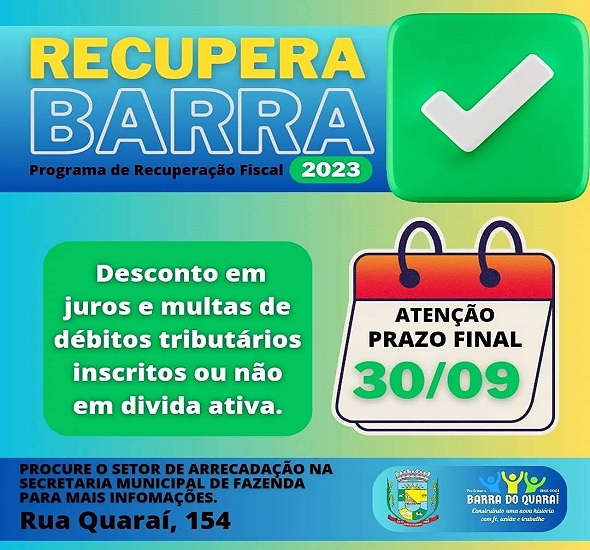 RECUPERA
BARRA
Programa de Recuperação Fiscal 2023
Desconto em
juros e multas de
débitos tributários
inscritos ou não
em divida ativa.
ATENÇÃO
PRAZO FINAL
30/09
PROCURE O SETOR DE ARRECADAÇÃO NA
SECRETARIA MUNICIPAL DE FAZENDA
PARA MAIS INFOMAÇÕES.
Rua Quaraí, 154
BARRA DO QUARAÍ
Construindo uma nova história
com fé, união e trabalho